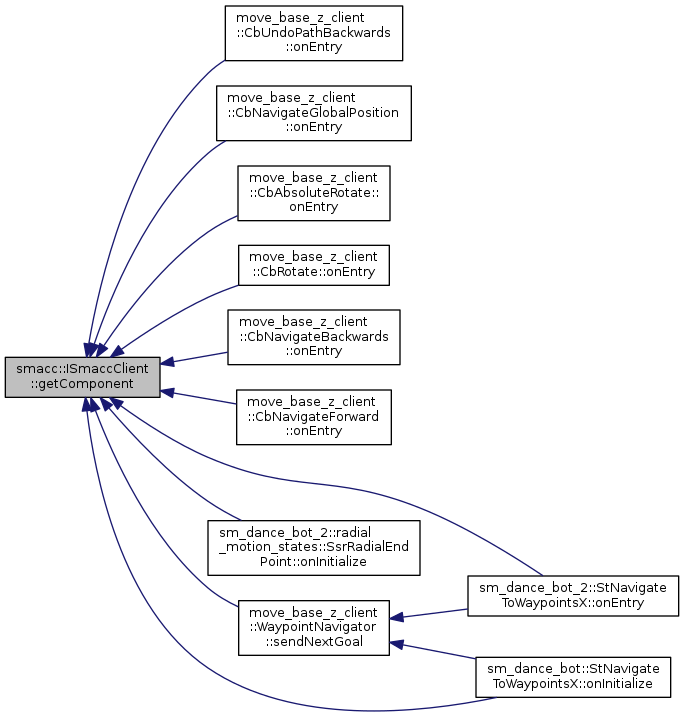 move_base_z_client
::CbUndoPathBackwards
::onEntry
move_base_z_client
::CbNavigateGlobalPosition
::onEntry
move_base_z_client
::CbAbsoluteRotate::
onEntry
move_base_z_client
::CbRotate::onEntry
move_base_z_client
::CbNavigateBackwards
::onEntry
smacc::ISmaccClient
::getComponent
move_base_z_client
::CbNavigateForward
::onEntry
sm_dance_bot_2::radial
_motion_states::SsrRadialEnd
Point::onInitialize
sm_dance_bot_2::StNavigate
ToWaypointsX::onEntry
move_base_z_client
::WaypointNavigator
::sendNextGoal
sm_dance_bot::StNavigate
ToWaypointsX::onInitialize